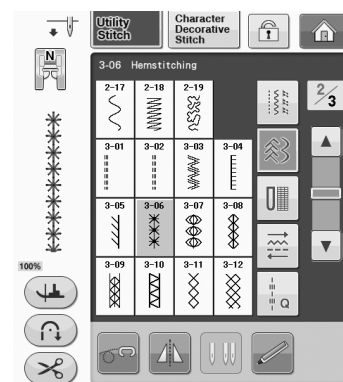 Utility
Stitch
Character
Decorative
Stitch
N
3-06 Hemstitching
2/3
2-17 2-18 2-19
3-01 3-02 3-03 3-04
3-05 3-06 3-07 3-08
100%
3-09 3-10 3-11 3-12
Q